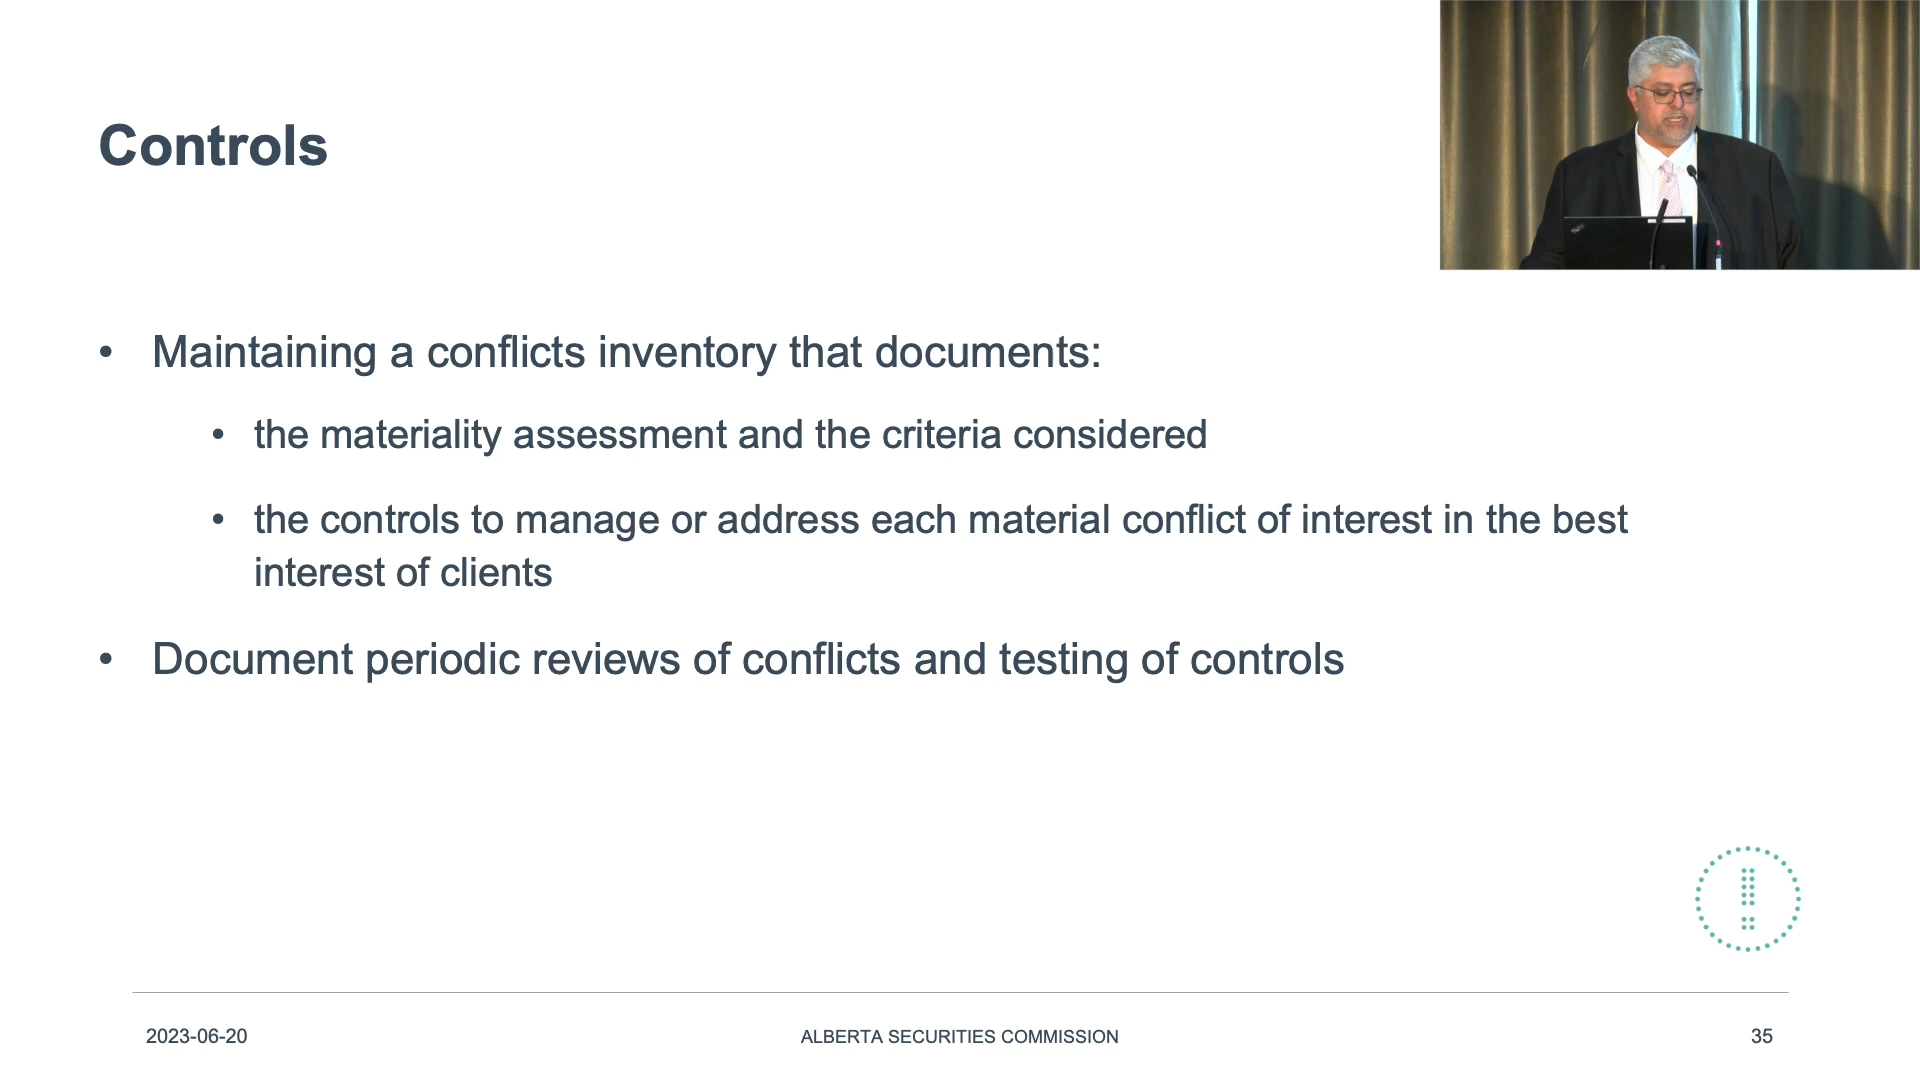 Controls
• Maintaining a conflicts inventory that documents:
• the materiality assessment and the criteria considered
• the controls to manage or address each material conflict of interest in the best
interest of clients
• Document periodic reviews of conflicts and testing of controls
2023-06-20
ALBERTA SECURITIES COMMISSION
35